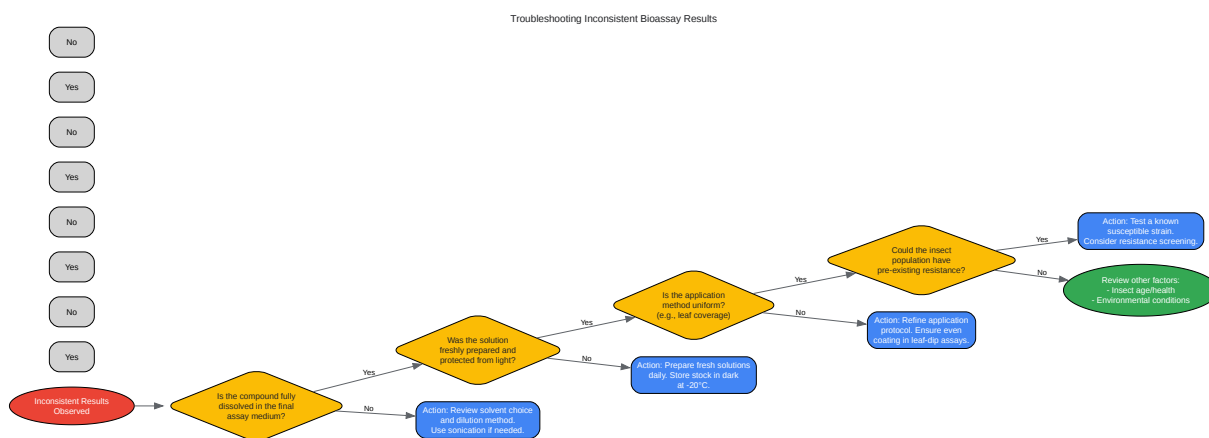 Troubleshooting Inconsistent Bioassay Results
No
Yes
No
Yes
No
Yes
No
Yes
Inconsistent Results
Observed
Is the compound fully
dissolved in the final
assay medium?
Yes
No
Action: Review solvent choice
and dilution method.
Use sonication if needed.
Was the solution
freshly prepared and
protected from light?
Yes
No
Action: Prepare fresh solutions
daily. Store stock in dark
at -20°C.
Is the application
method uniform?
(e.g., leaf coverage)
Yes
No
Action: Refine application
protocol. Ensure even
coating in leaf-dip assays.
Could the insect
population have
pre-existing resistance?
Yes
No
Action: Test a known
susceptible strain.
Consider resistance screening.
Review other factors:
- Insect age/health
- Environmental conditions